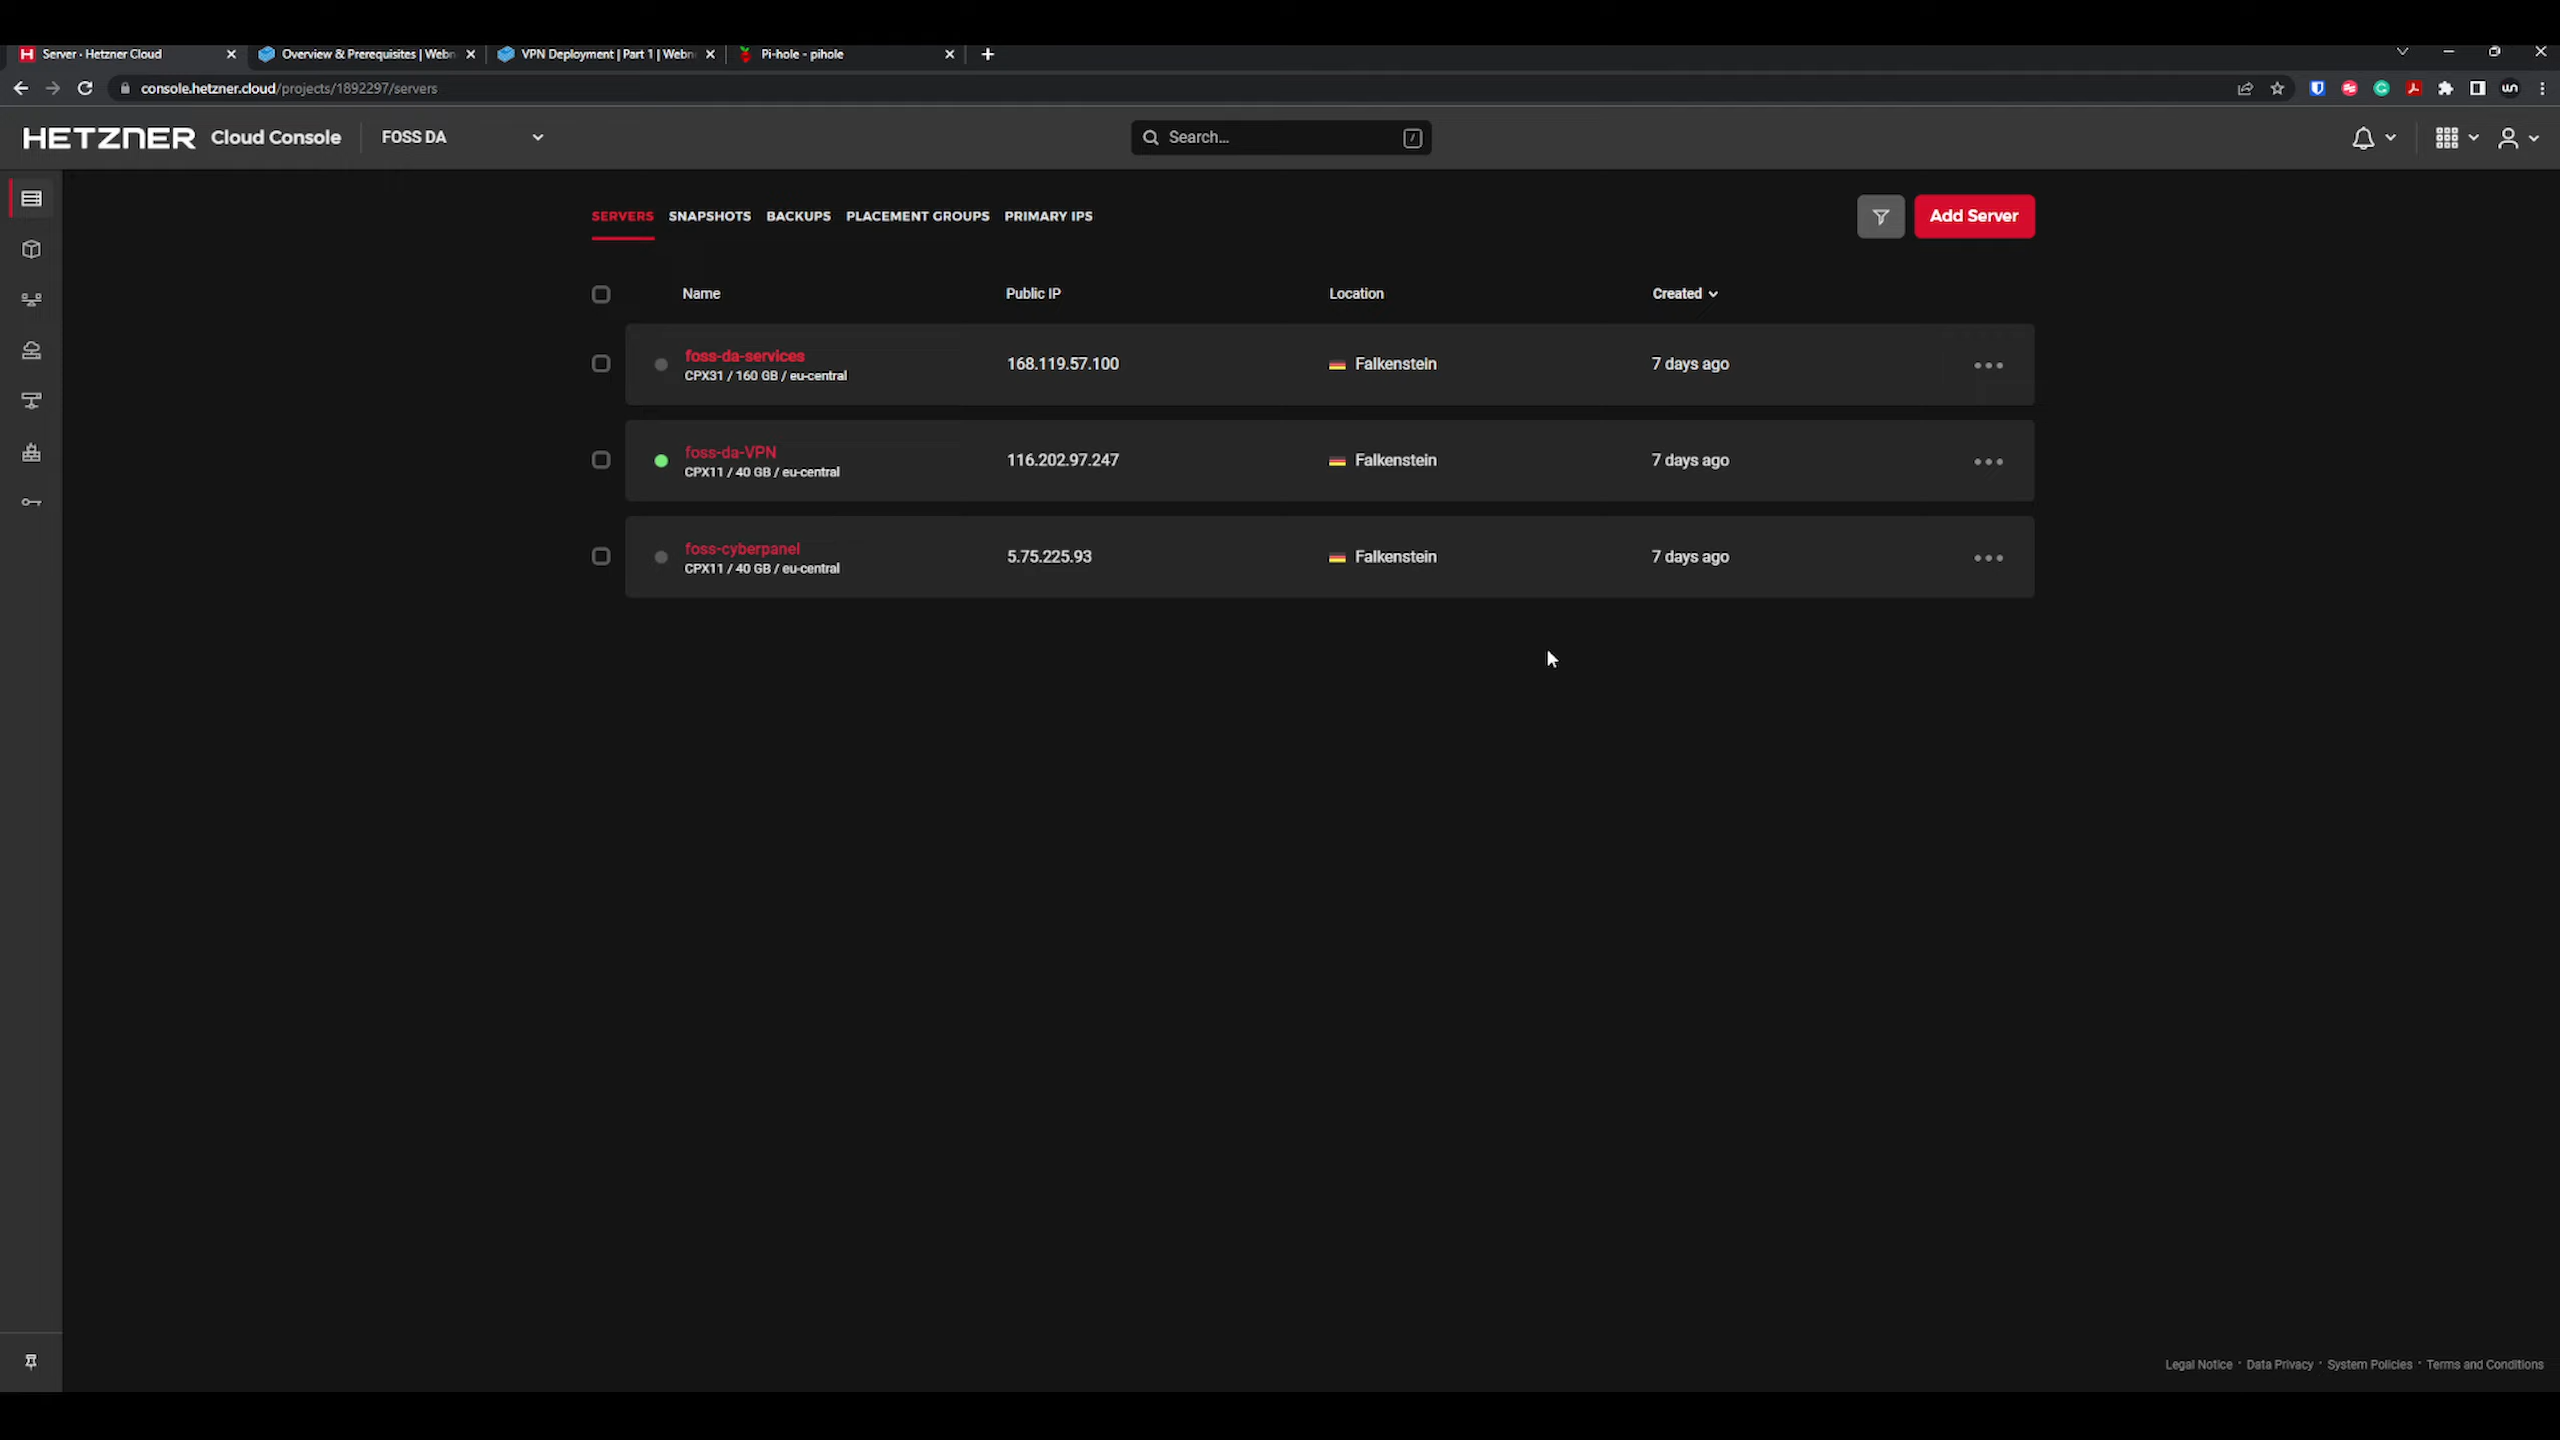 Server · Hetzner Cloud
Overview & Prerequisites | Webn
VPN Deployment | Part 1 | Webn
Pi-hole - pihole
console.hetzner.cloud/projects/1892297/servers
un
HETZNER Cloud Console
FOSS DA
Search...
/
SERVERS SNAPSHOTS BACKUPS PLACEMENT GROUPS PRIMARY IPS
Add Server
Name Public IP Location Created
foss-da-services
CPX31 / 160 GB / eu-central
168.119.57.100
Falkenstein
7 days ago
foss-da-VPN
CPX11 / 40 GB / eu-central
116.202.97.247
Falkenstein
7 days ago
foss-cyberpanel
CPX11 / 40 GB / eu-central
5.75.225.93
Falkenstein
7 days ago
Legal Notice · Data Privacy · System Policies · Terms and Conditions